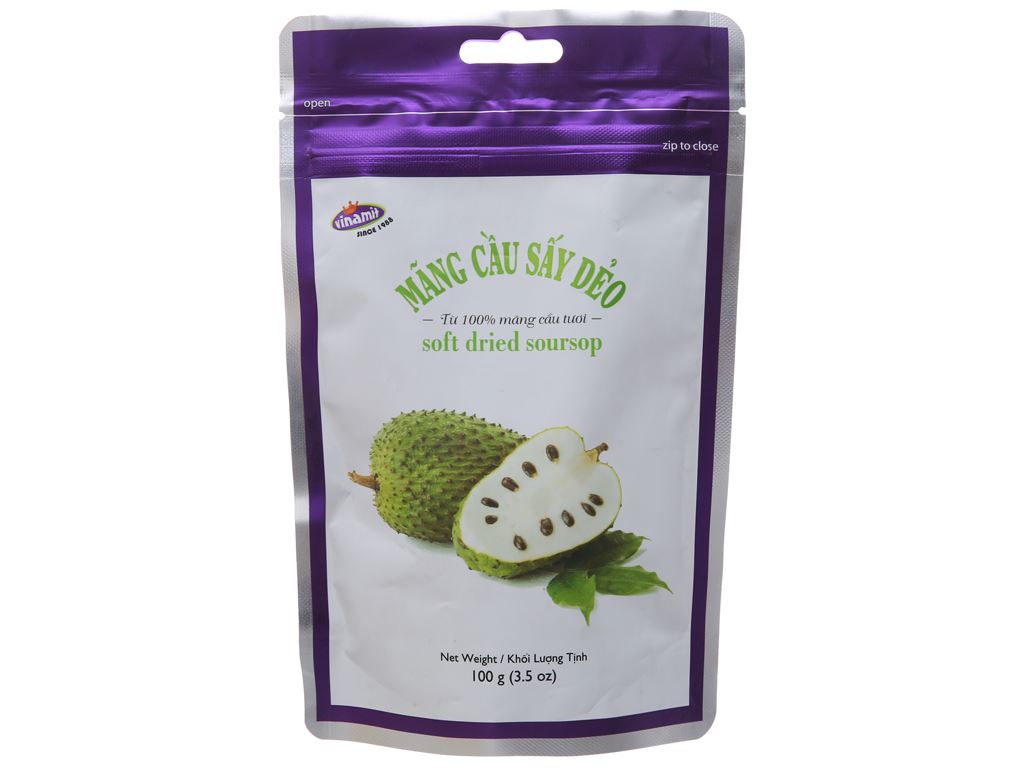 open
zip to close
vinamit
SINCE 1988
MÃNG CẦU SẤY DẺO
— Từ 100% mãng cầu tươi —
soft dried soursop
Net Weight / Khối Lượng Tịnh
100 g (3.5 oz)